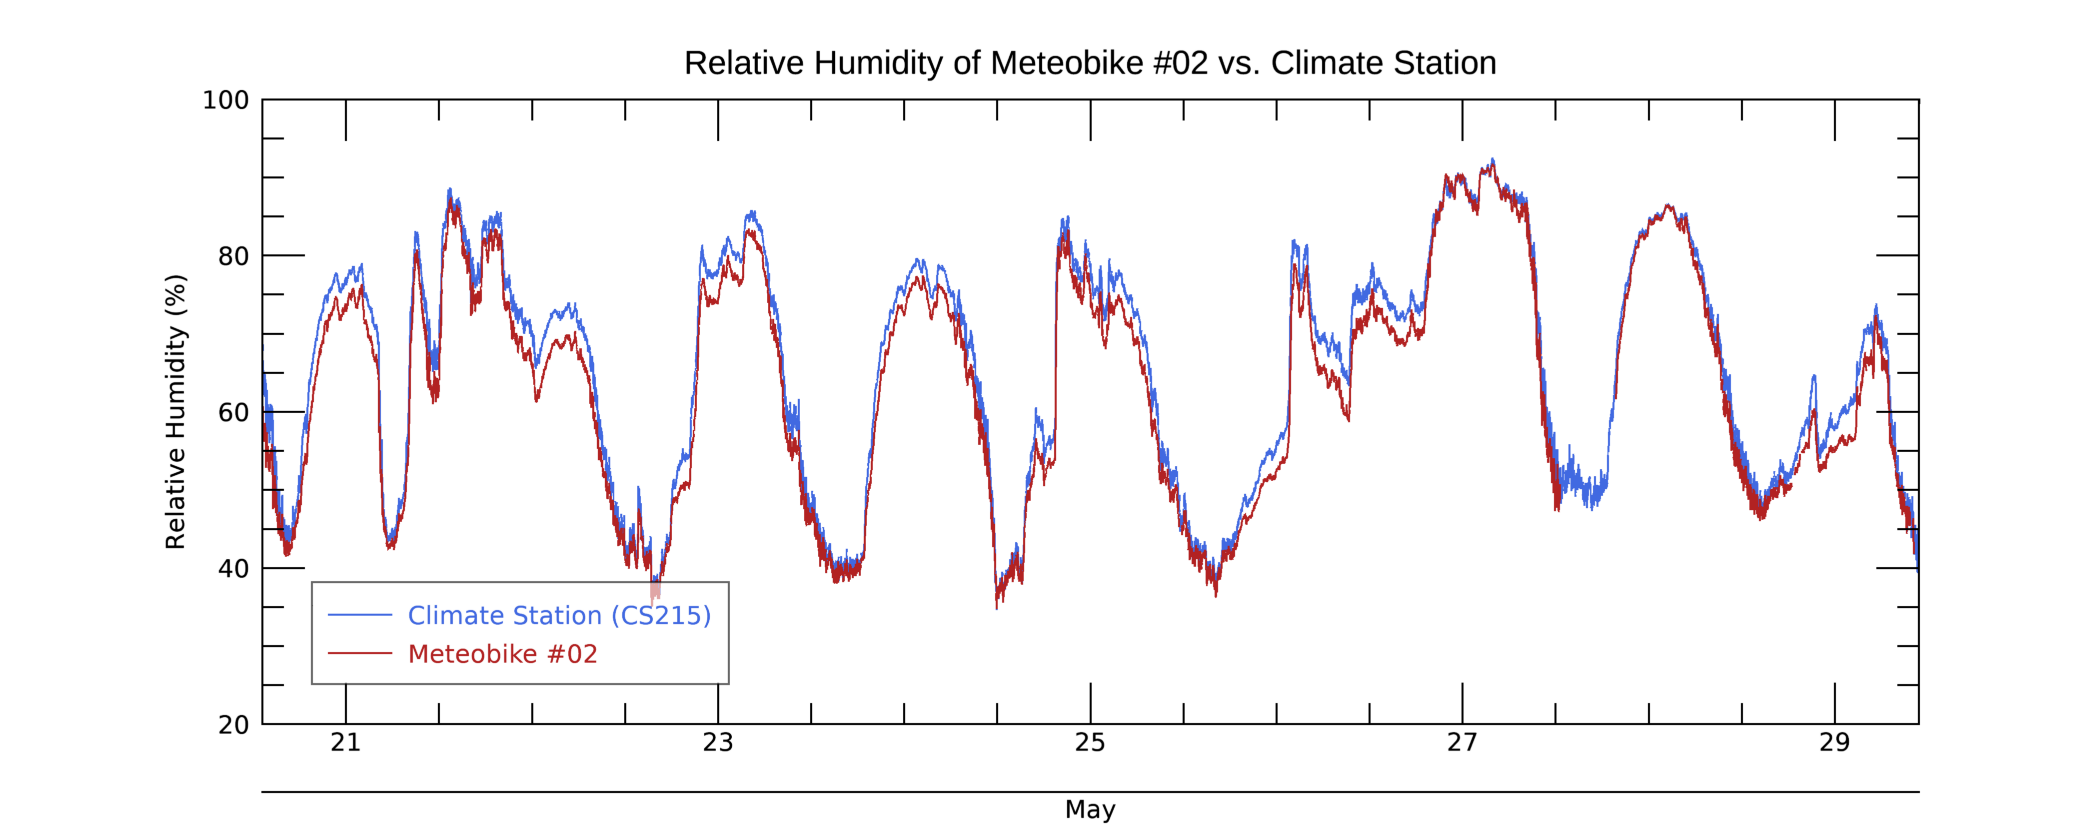 Relative Humidity of Meteobike #02 vs. Climate Station
Relative Humidity (%)
100
80
60
40
20
Climate Station (CS215)
Meteobike #02
21 23 25 27 29
May